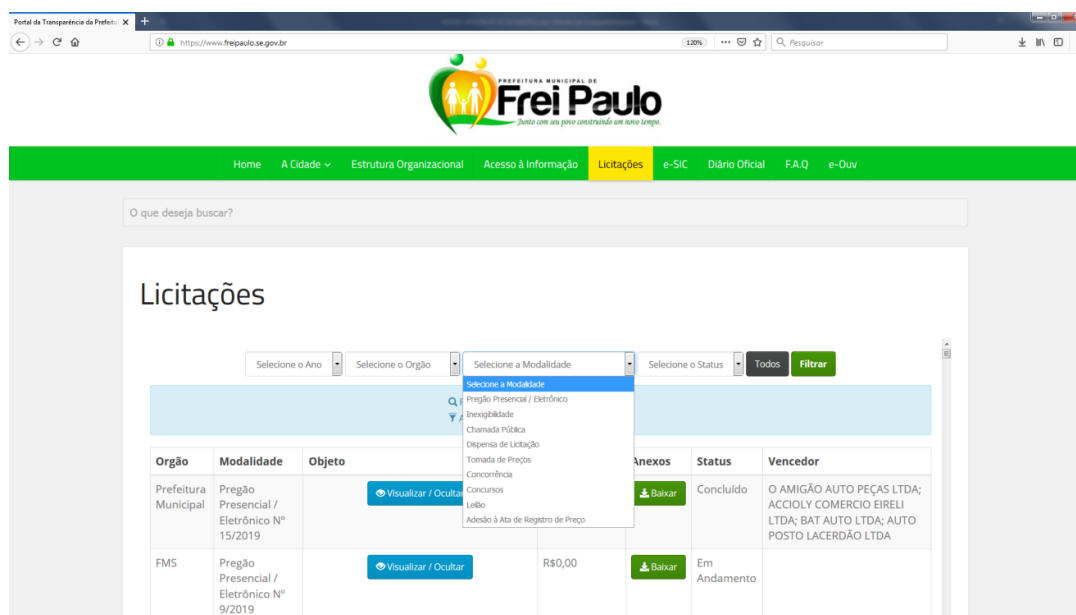 Portal da Transparência da Prefeitu
https://www.freipaulo.se.gov.br
120%
Pesquisar
PREFEITURA MUNICIPAL DE
Frei Paulo
Junto com seu povo construindo um novo tempo.
Home A Cidade Estrutura Organizacional Acesso à Informação Licitações e-SIC Diário Oficial F.A.Q e-Ouv
O que deseja buscar?
Licitações
Selecione o Ano Selecione o Orgão Selecione a Modalidade Selecione o Status Todos Filtrar
Selecione a Modalidade
Pregão Presencial / Eletrônico
Inexigibilidade
Chamada Pública
Dispensa de Licitação
Tomada de Preços
Concorrência
Concursos
Leilão
Adesão à Ata de Registro de Preço
Orgão Modalidade Objeto Anexos Status Vencedor
Prefeitura Municipal
Pregão Presencial / Eletrônico Nº 15/2019
Visualizar / Ocultar
Baixar
Concluído
O AMIGÃO AUTO PEÇAS LTDA;
ACCIOLY COMERCIO EIRELI
LTDA; BAT AUTO LTDA; AUTO
POSTO LACERDÃO LTDA
FMS
Pregão Presencial / Eletrônico Nº 9/2019
Visualizar / Ocultar
R$0,00
Baixar
Em Andamento